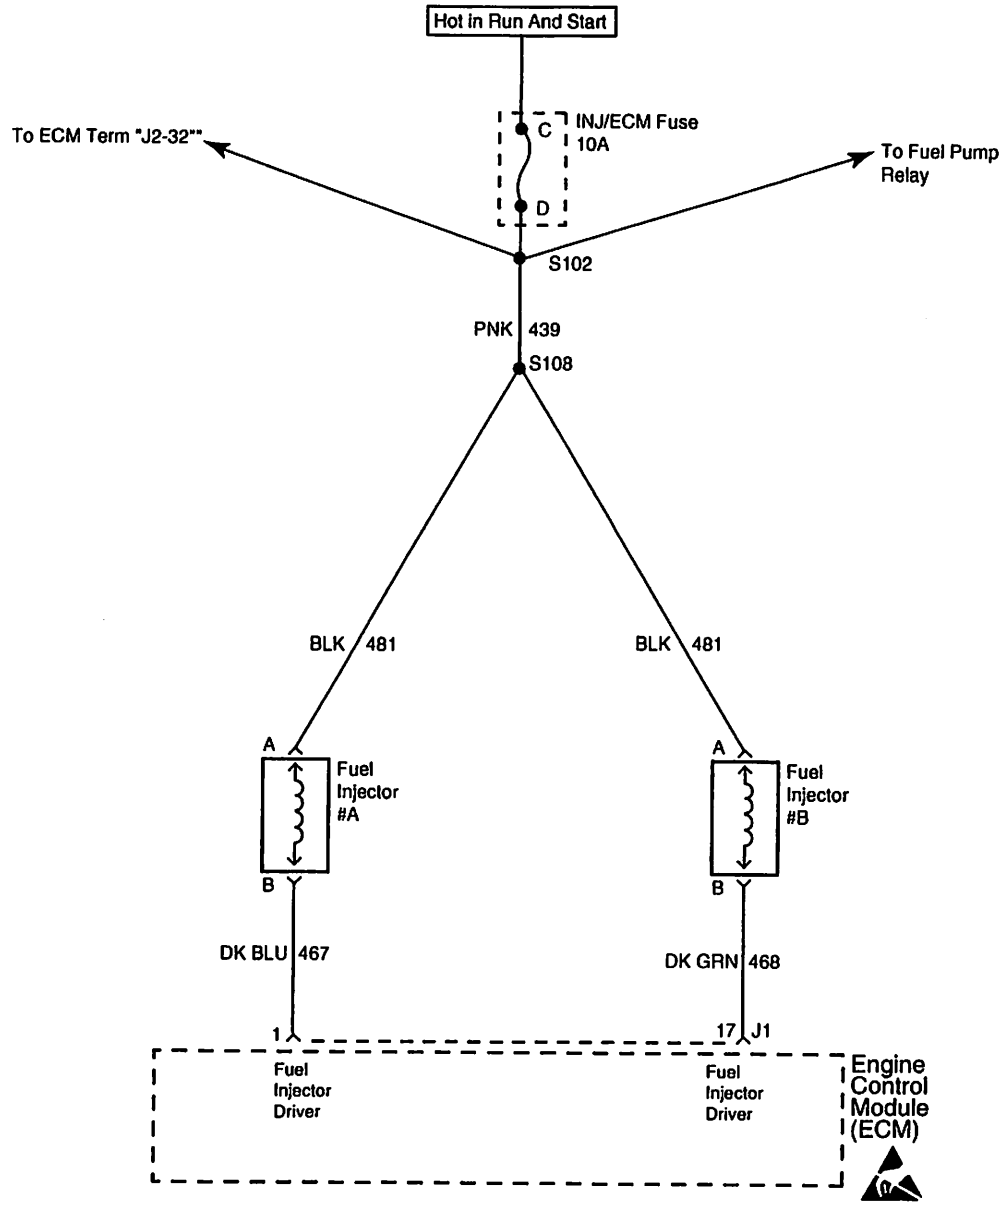 Hot in Run And Start
To ECM Term "J2-32""
C
INJ/ECM Fuse
10A
To Fuel Pump
Relay
D
S102
PNK 439
S108
BLK 481
BLK 481
A
Fuel
Injector
#A
B
A
Fuel
Injector
#B
B
DK BLU 467
DK GRN 468
1
17 J1
Fuel
Injector
Driver
Fuel
Injector
Driver
Engine
Control
Module
(ECM)